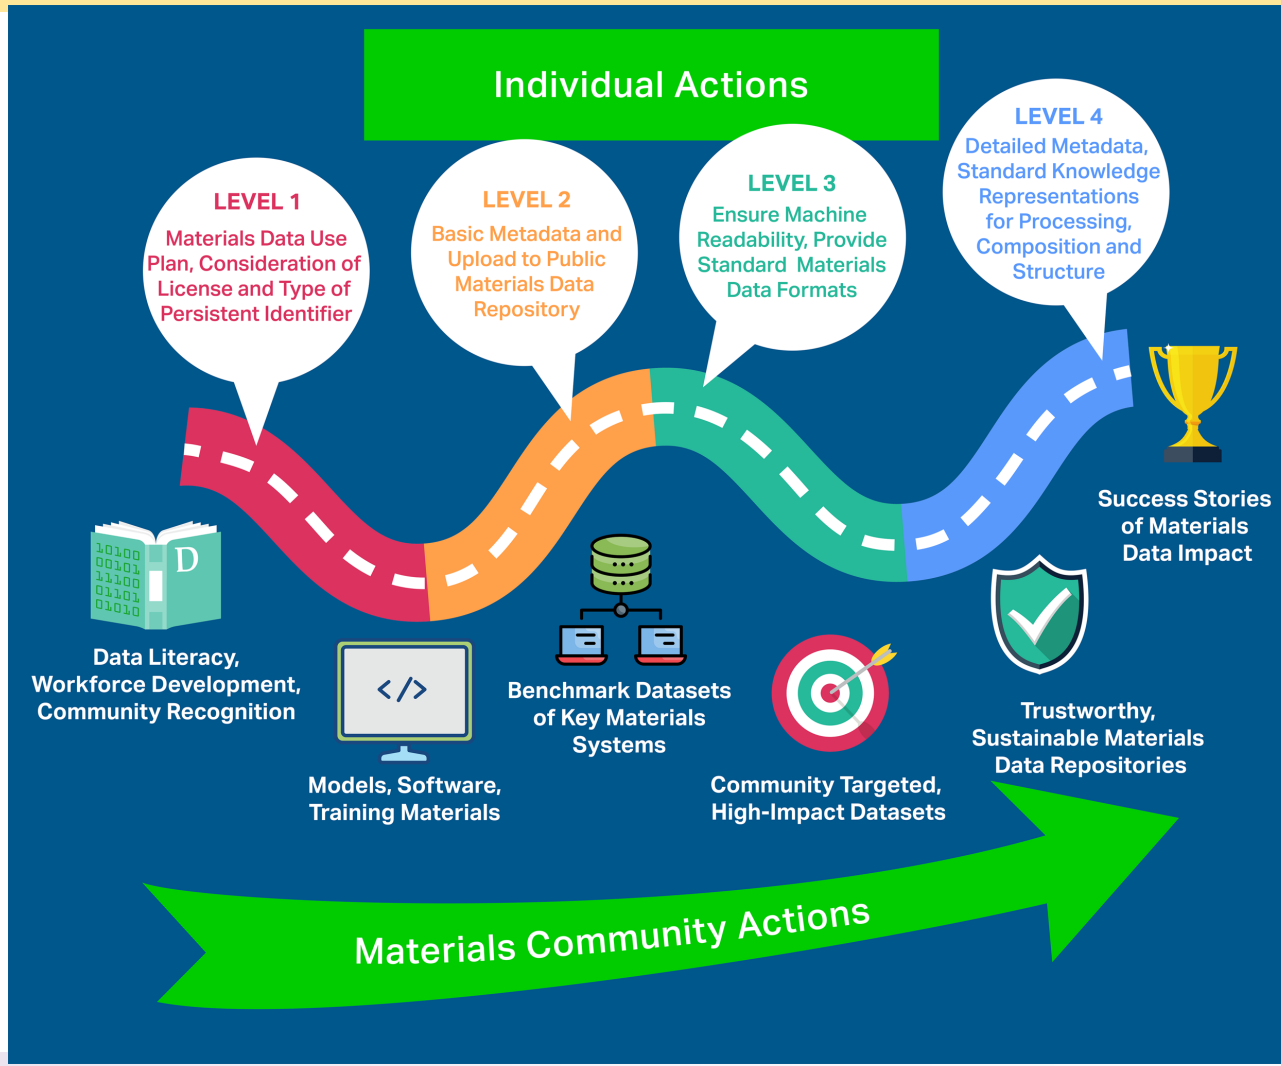 Individual Actions
LEVEL 1
Materials Data Use
Plan, Consideration of
License and Type of
Persistent Identifier
LEVEL 2
Basic Metadata and
Upload to Public
Materials Data
Repository
LEVEL 3
Ensure Machine
Readability, Provide
Standard Materials
Data Formats
LEVEL 4
Detailed Metadata,
Standard Knowledge
Representations
for Processing,
Composition and
Structure
10100
00101
11100
01101
01010
D
Data Literacy,
Workforce Development,
Community Recognition
</>
Models, Software,
Training Materials
Benchmark Datasets
of Key Materials
Systems
Community Targeted,
High-Impact Datasets
Trustworthy,
Sustainable Materials
Data Repositories
Success Stories
of Materials
Data Impact
Materials Community Actions